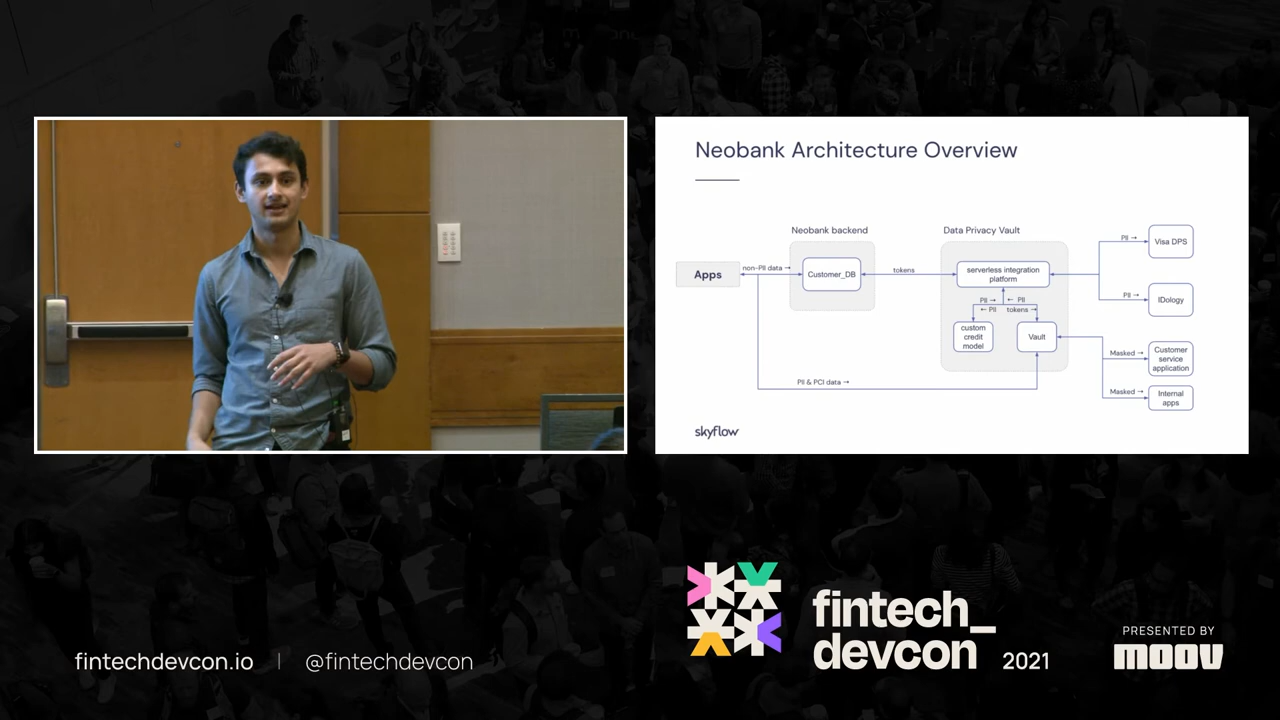 Neobank Architecture Overview
Neobank backend
Data Privacy Vault
Apps
non-PII data →
Customer_DB
tokens
serverless integration
platform
PII →
← PII
← PII
tokens →
custom
credit
model
Vault
PII & PCI data →
PII →
Visa DPS
PII →
IDology
Masked →
Customer
service
application
Masked →
Internal
apps
skyflow
fintechdevcon.io | @fintechdevcon
fintech_
devcon 2021
PRESENTED BY
moov